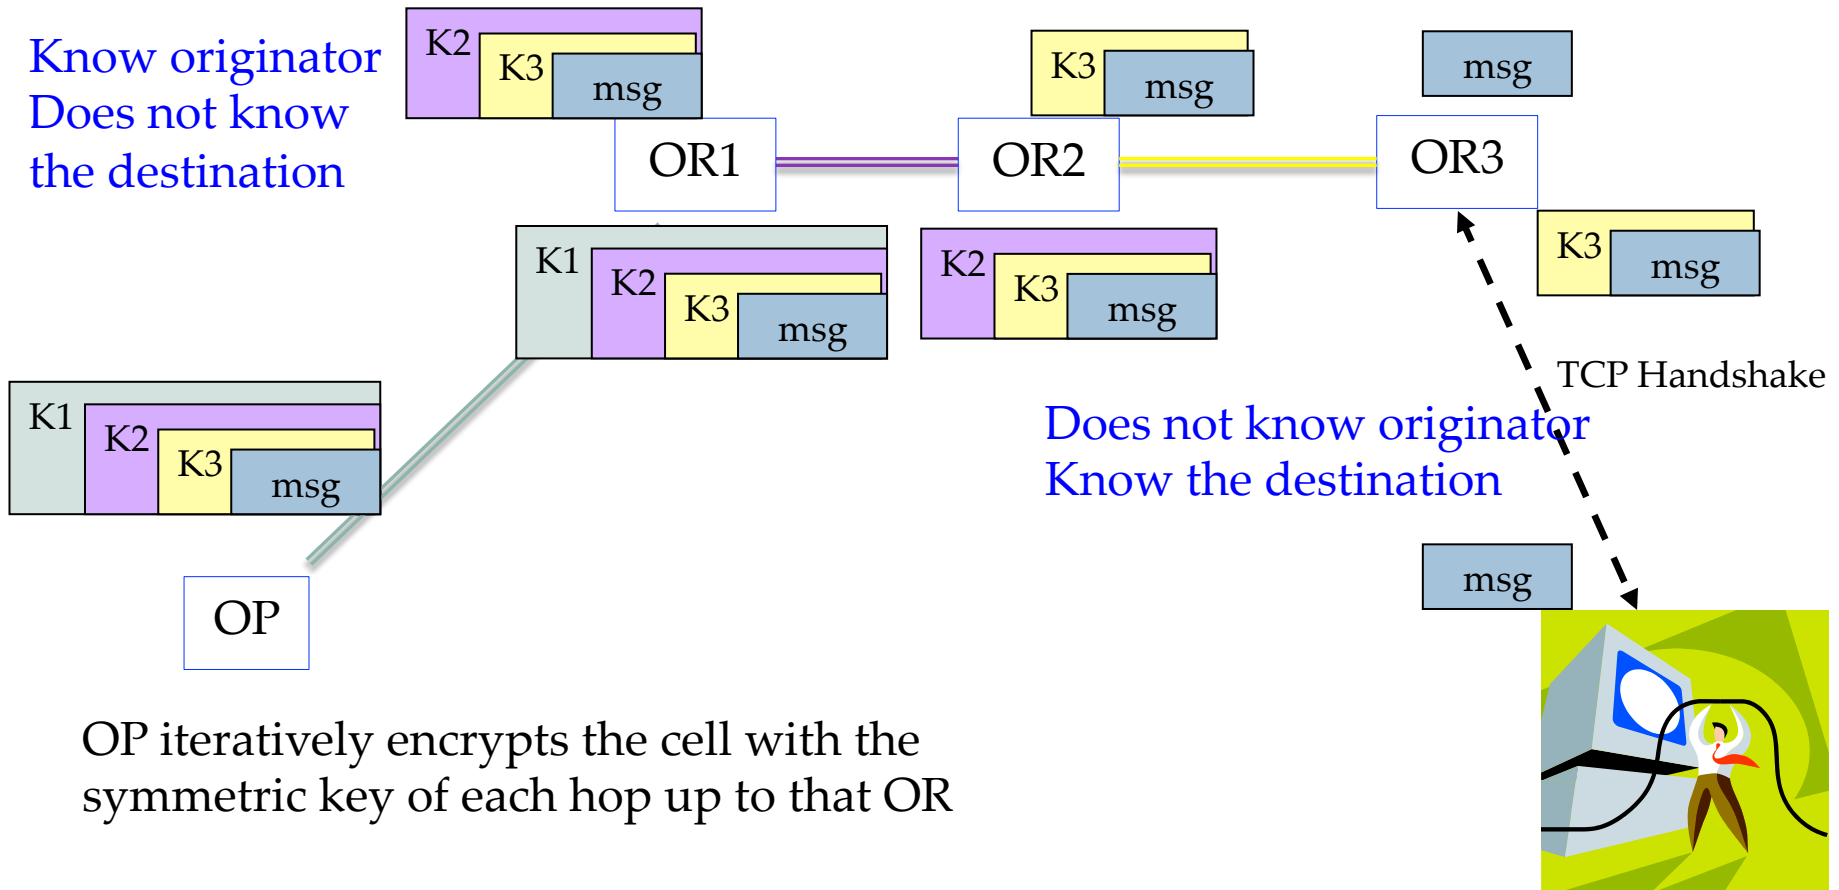 Know originator
Does not know
the destination
K2
K3
msg
K3
msg
msg
OR1
OR2
OR3
K1
K2
K3
msg
K2
K3
msg
K3
msg
TCP Handshake
K1
K2
K3
msg
Does not know originator
Know the destination
msg
OP
OP iteratively encrypts the cell with the
symmetric key of each hop up to that OR